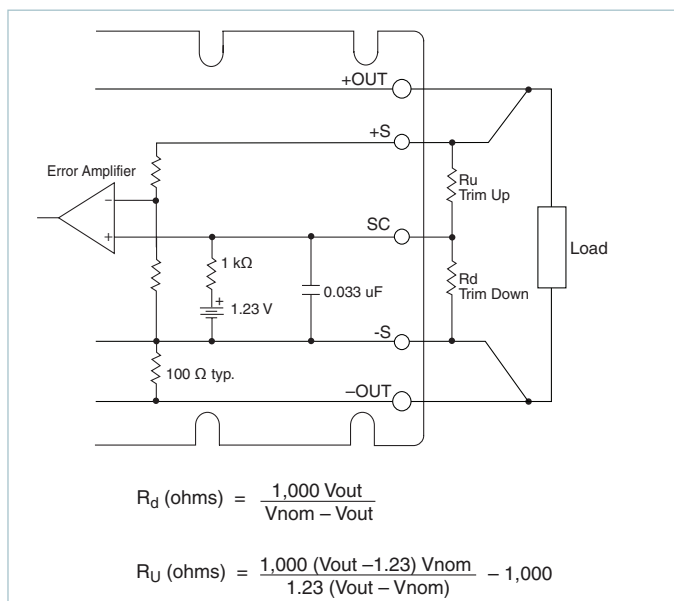 +OUT
+S
Error Amplifier
Ru
Trim Up
–
SC
+
1 kΩ
Load
Rd
Trim Down
+
0.033 uF
1.23 V
-S
100 Ω typ.
–OUT
Rd (ohms) = 1,000 Vout
Vnom – Vout
RU (ohms) = 1,000 (Vout –1.23) Vnom – 1,000
1.23 (Vout – Vnom)